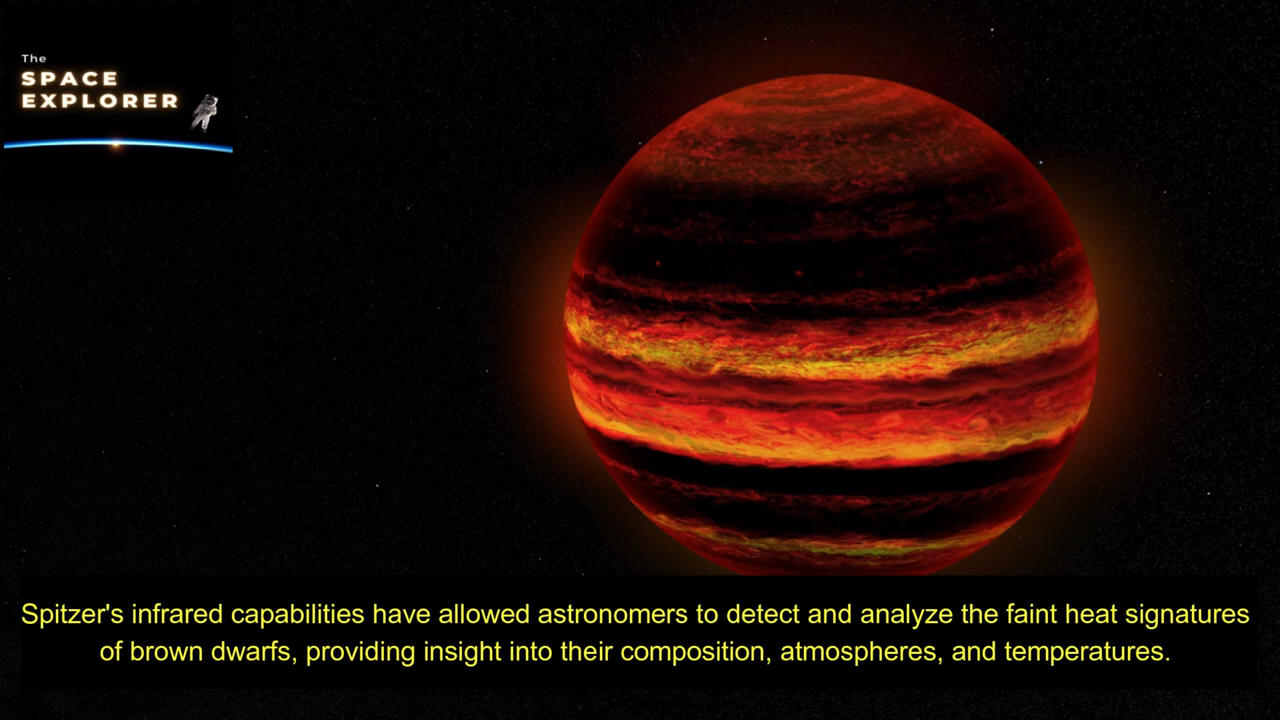 The
SPACE
EXPLORER
Spitzer's infrared capabilities have allowed astronomers to detect and analyze the faint heat signatures
of brown dwarfs, providing insight into their composition, atmospheres, and temperatures.